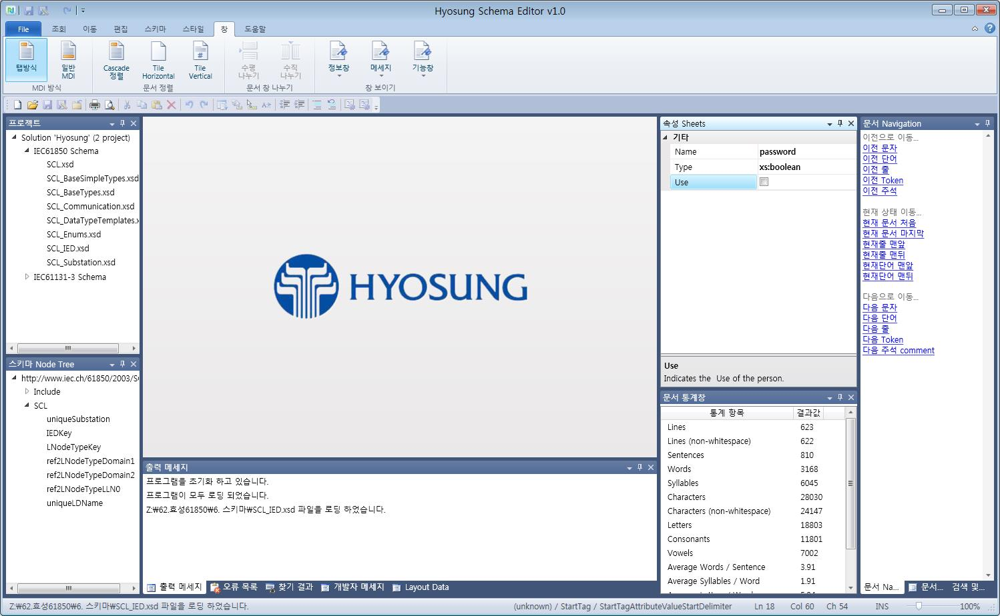 Hyosung Schema Editor v1.0
File 조회 이동 편집 스키마 스타일 창 도움말
탭방식
일반
MDI
MDI 방식
Cascade
정렬
Tile
Horizontal
Tile
Vertical
문서 정렬
수평
나누기
수직
나누기
문서 창 나누기
정보창
메세지
기능창
창 보이기
프로젝트
Solution 'Hyosung' (2 project)
IEC61850 Schema
SCL.xsd
SCL_BaseSimpleTypes.xsd
SCL_BaseTypes.xsd
SCL_Communication.xsd
SCL_DataTypeTemplates.x
SCL_Enums.xsd
SCL_IED.xsd
SCL_Substation.xsd
IEC61131-3 Schema
스키마 Node Tree
http://www.iec.ch/61850/2003/S
Include
SCL
uniqueSubstation
IEDKey
LNodeTypeKey
ref2LNodeTypeDomain1
ref2LNodeTypeDomain2
ref2LNodeTypeLLN0
uniqueLDName
HYOSUNG
출력 메세지
프로그램을 초기화 하고 있습니다.
프로그램이 모두 로딩 되었습니다.
Z:₩62.효성61850₩6. 스키마₩SCL_IED.xsd 파일을 로딩 하었습니다.
출력 메세지 오류 목록 찾기 결과 개발자 메세지 Layout Data
속성 Sheets
기타
Name password
Type xs:boolean
Use
Use
Indicates the Use of the person.
문서 통계창
통계 항목 결과값
Lines 623
Lines (non-whitespace) 622
Sentences 810
Words 3168
Syllables 6045
Characters 28030
Characters (non-whitespace) 24147
Letters 18803
Consonants 11801
Vowels 7002
Average Words / Sentence 3.91
Average Syllables / Word 1.91
문서 Navigation
이전으로 이동...
이전 문자
이전 단어
이전 줄
이전 Token
이전 주석
현재 상태 이동...
현재 문서 처음
현재 문서 마지막
현재줄 맨앞
현재줄 맨뒤
현재단어 맨앞
현재단어 맨뒤
다음으로 이동...
다음 문자
다음 단어
다음 줄
다음 Token
다음 주석 comment
문서 Na... 문서... 검색 및...
Z:₩62.효성61850₩6. 스키마₩SCL_IED.xsd 파일을 로딩 하었습니다.
(unknown) / StartTag / StartTagAttributeValueStartDelimiter Ln 18 Col 60 Ch 54 INS 100%